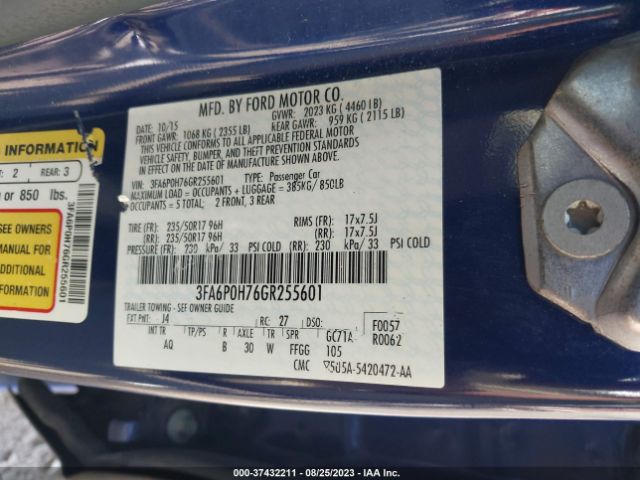 MFD. BY FORD MOTOR CO.
10/15
GVWR: 2023 KG ( 4460 lB )
FRONT GAWR: 1068 KG ( 2355 LB )
REAR GAWR: 959 KG ( 2115 LB )
THIS VEHICLE CONFORMS TO ALL APPLICABLE FEDERAL MOTOR
VEHICLE SAFETY, BUMPER, AND THEFT PREVENTION STANDARDS
IN EFFECT ON THE DATE OF MANUFACTURE SHOWN ABOVE.
VIN: 3FA6P0H76GR255601
TYPE: Passenger Car
MAXIMUM LOAD = OCCUPANTS + LUGGAGE = 385KG/ 850LB
OCCUPANTS = 5 TOTAL; 2 FRONT, 3 REAR
TIRE (FR): 235/50R17 96H RIMS (FR): 17x7.5J
(RR): 235/50R17 96H (RR): 17x7.5J
PRESSURE (FR): 230 kPa/ 33 PSI COLD (RR): 230 kPa/ 33 PSI COLD
3FA6P0H76GR255601
TRAILER TOWING - SEE OWNER GUIDE
EXT PNT: J4 RC: 27 DSO: F0057
INT TR TP/PS R AXLE TR SPR GC71A R0062
AQ B 30 W FFGG 105
CMC 5U5A-5420472-AA
INFORMATION
2 REAR: 3
or 850 lbs.
SEE OWNERS
MANUAL FOR
ADDITIONAL
INFORMATION
3FA6P0H76GR255601
000-37432211 - 08/25/2023 - IAA Inc.